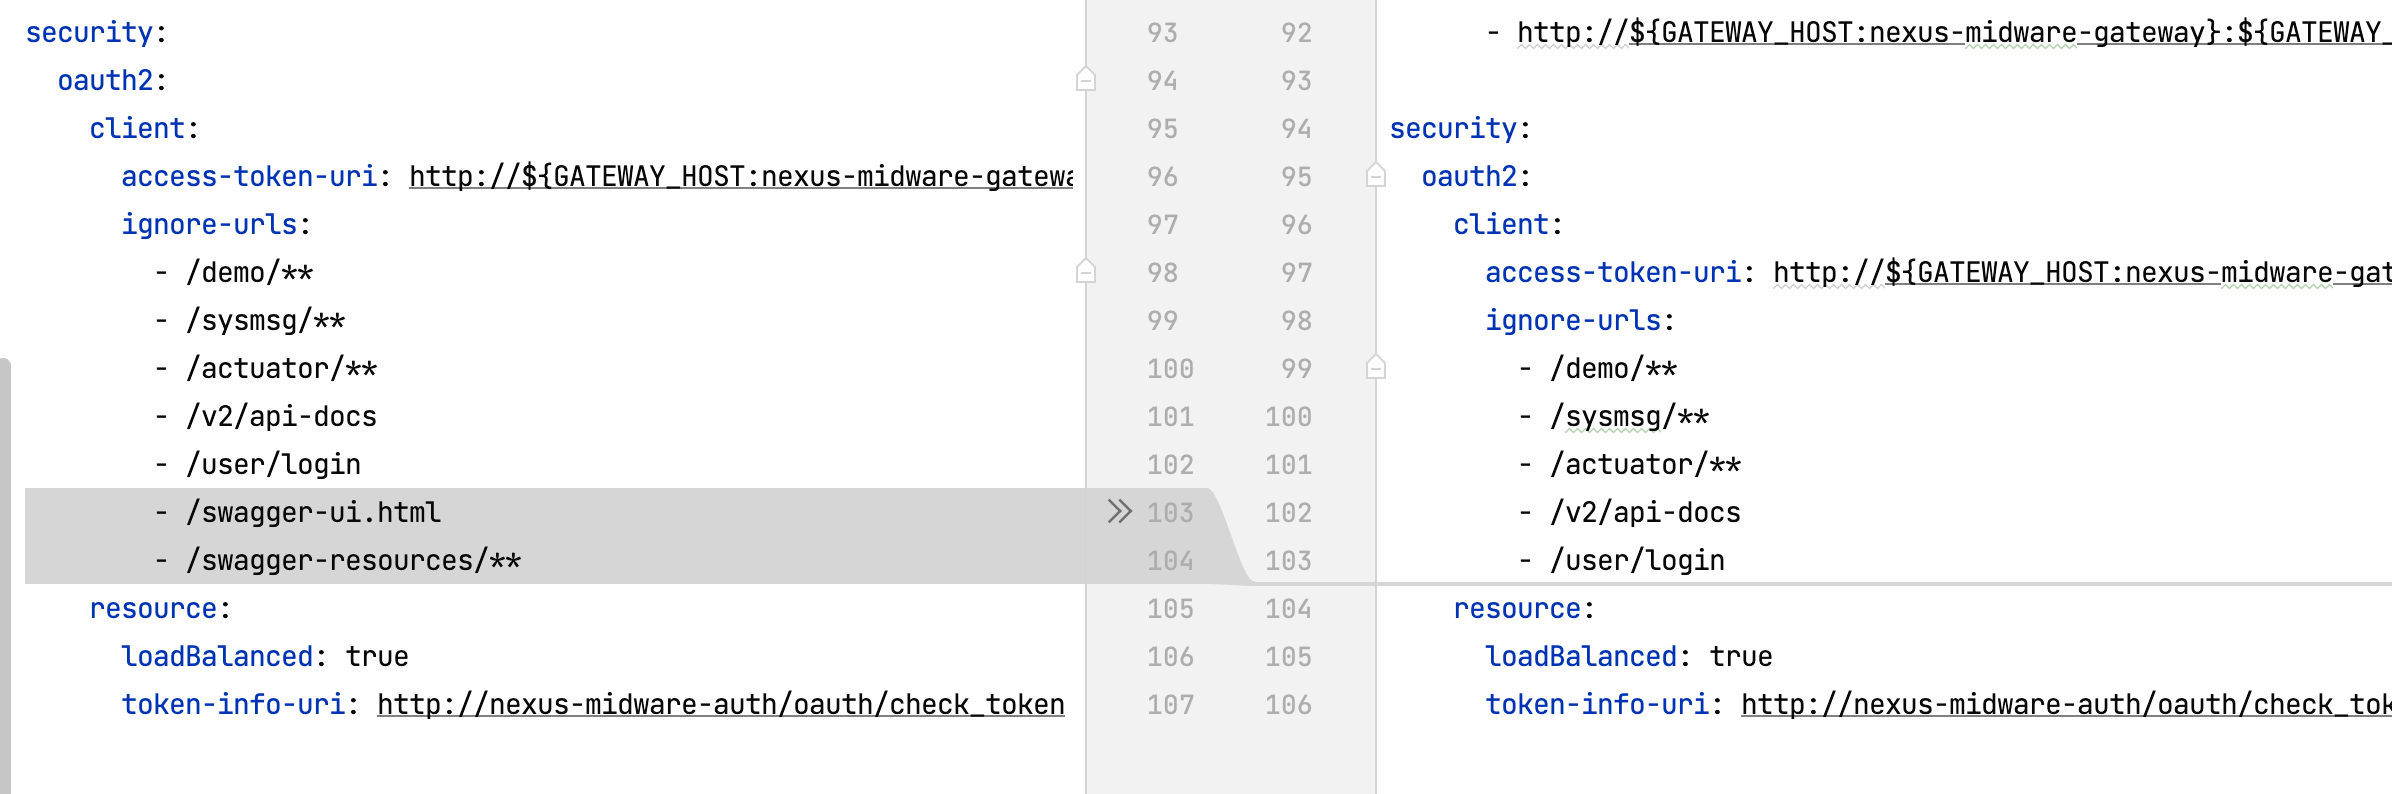 security:
  oauth2:
    client:
      access-token-uri: http://${GATEWAY_HOST:nexus-midware-gatewa
      ignore-urls:
        - /demo/**
        - /sysmsg/**
        - /actuator/**
        - /v2/api-docs
        - /user/login
        - /swagger-ui.html
        - /swagger-resources/**
    resource:
      loadBalanced: true
      token-info-uri: http://nexus-midware-auth/oauth/check_token
93 92
94 93
95 94
96 95
97 96
98 97
99 98
100 99
101 100
102 101
103 102
104 103
105 104
106 105
107 106
      - http://${GATEWAY_HOST:nexus-midware-gateway}:${GATEWAY_
security:
  oauth2:
    client:
      access-token-uri: http://${GATEWAY_HOST:nexus-midware-gat
      ignore-urls:
        - /demo/**
        - /sysmsg/**
        - /actuator/**
        - /v2/api-docs
        - /user/login
    resource:
      loadBalanced: true
      token-info-uri: http://nexus-midware-auth/oauth/check_tok